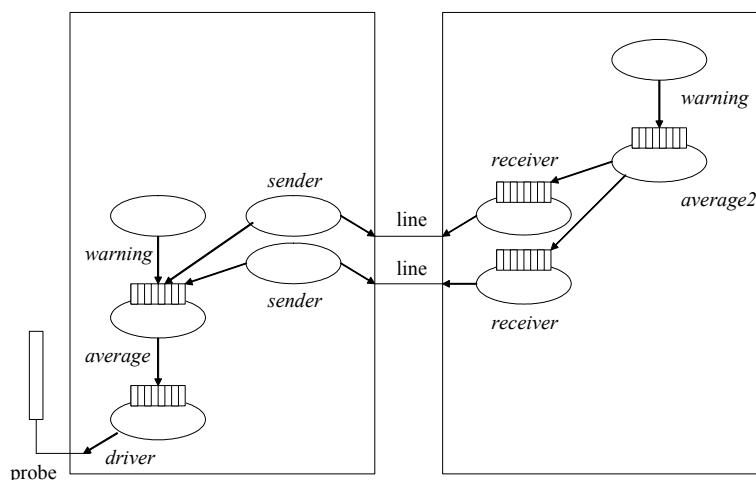 warning
receiver
sender
average2
line
warning
line
sender
receiver
average
driver
probe